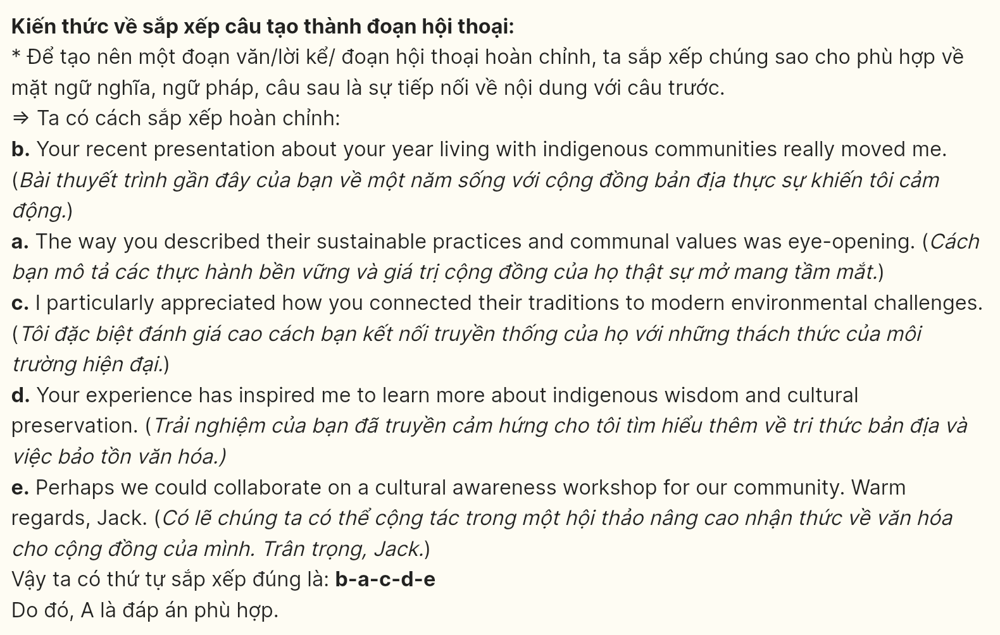 Kiến thức về sắp xếp câu tạo thành đoạn hội thoại:
* Để tạo nên một đoạn văn/lời kể/ đoạn hội thoại hoàn chỉnh, ta sắp xếp chúng sao cho phù hợp về
mặt ngữ nghĩa, ngữ pháp, câu sau là sự tiếp nối về nội dung với câu trước.
⇒ Ta có cách sắp xếp hoàn chỉnh:
b. Your recent presentation about your year living with indigenous communities really moved me.
(Bài thuyết trình gần đây của bạn về một năm sống với cộng đồng bản địa thực sự khiến tôi cảm
động.)
a. The way you described their sustainable practices and communal values was eye-opening. (Cách
bạn mô tả các thực hành bền vững và giá trị cộng đồng của họ thật sự mở mang tầm mắt.)
c. I particularly appreciated how you connected their traditions to modern environmental challenges.
(Tôi đặc biệt đánh giá cao cách bạn kết nối truyền thống của họ với những thách thức của môi
trường hiện đại.)
d. Your experience has inspired me to learn more about indigenous wisdom and cultural
preservation. (Trải nghiệm của bạn đã truyền cảm hứng cho tôi tìm hiểu thêm về tri thức bản địa và
việc bảo tồn văn hóa.)
e. Perhaps we could collaborate on a cultural awareness workshop for our community. Warm
regards, Jack. (Có lẽ chúng ta có thể cộng tác trong một hội thảo nâng cao nhận thức về văn hóa
cho cộng đồng của mình. Trân trọng, Jack.)
Vậy ta có thứ tự sắp xếp đúng là: b-a-c-d-e
Do đó, A là đáp án phù hợp.